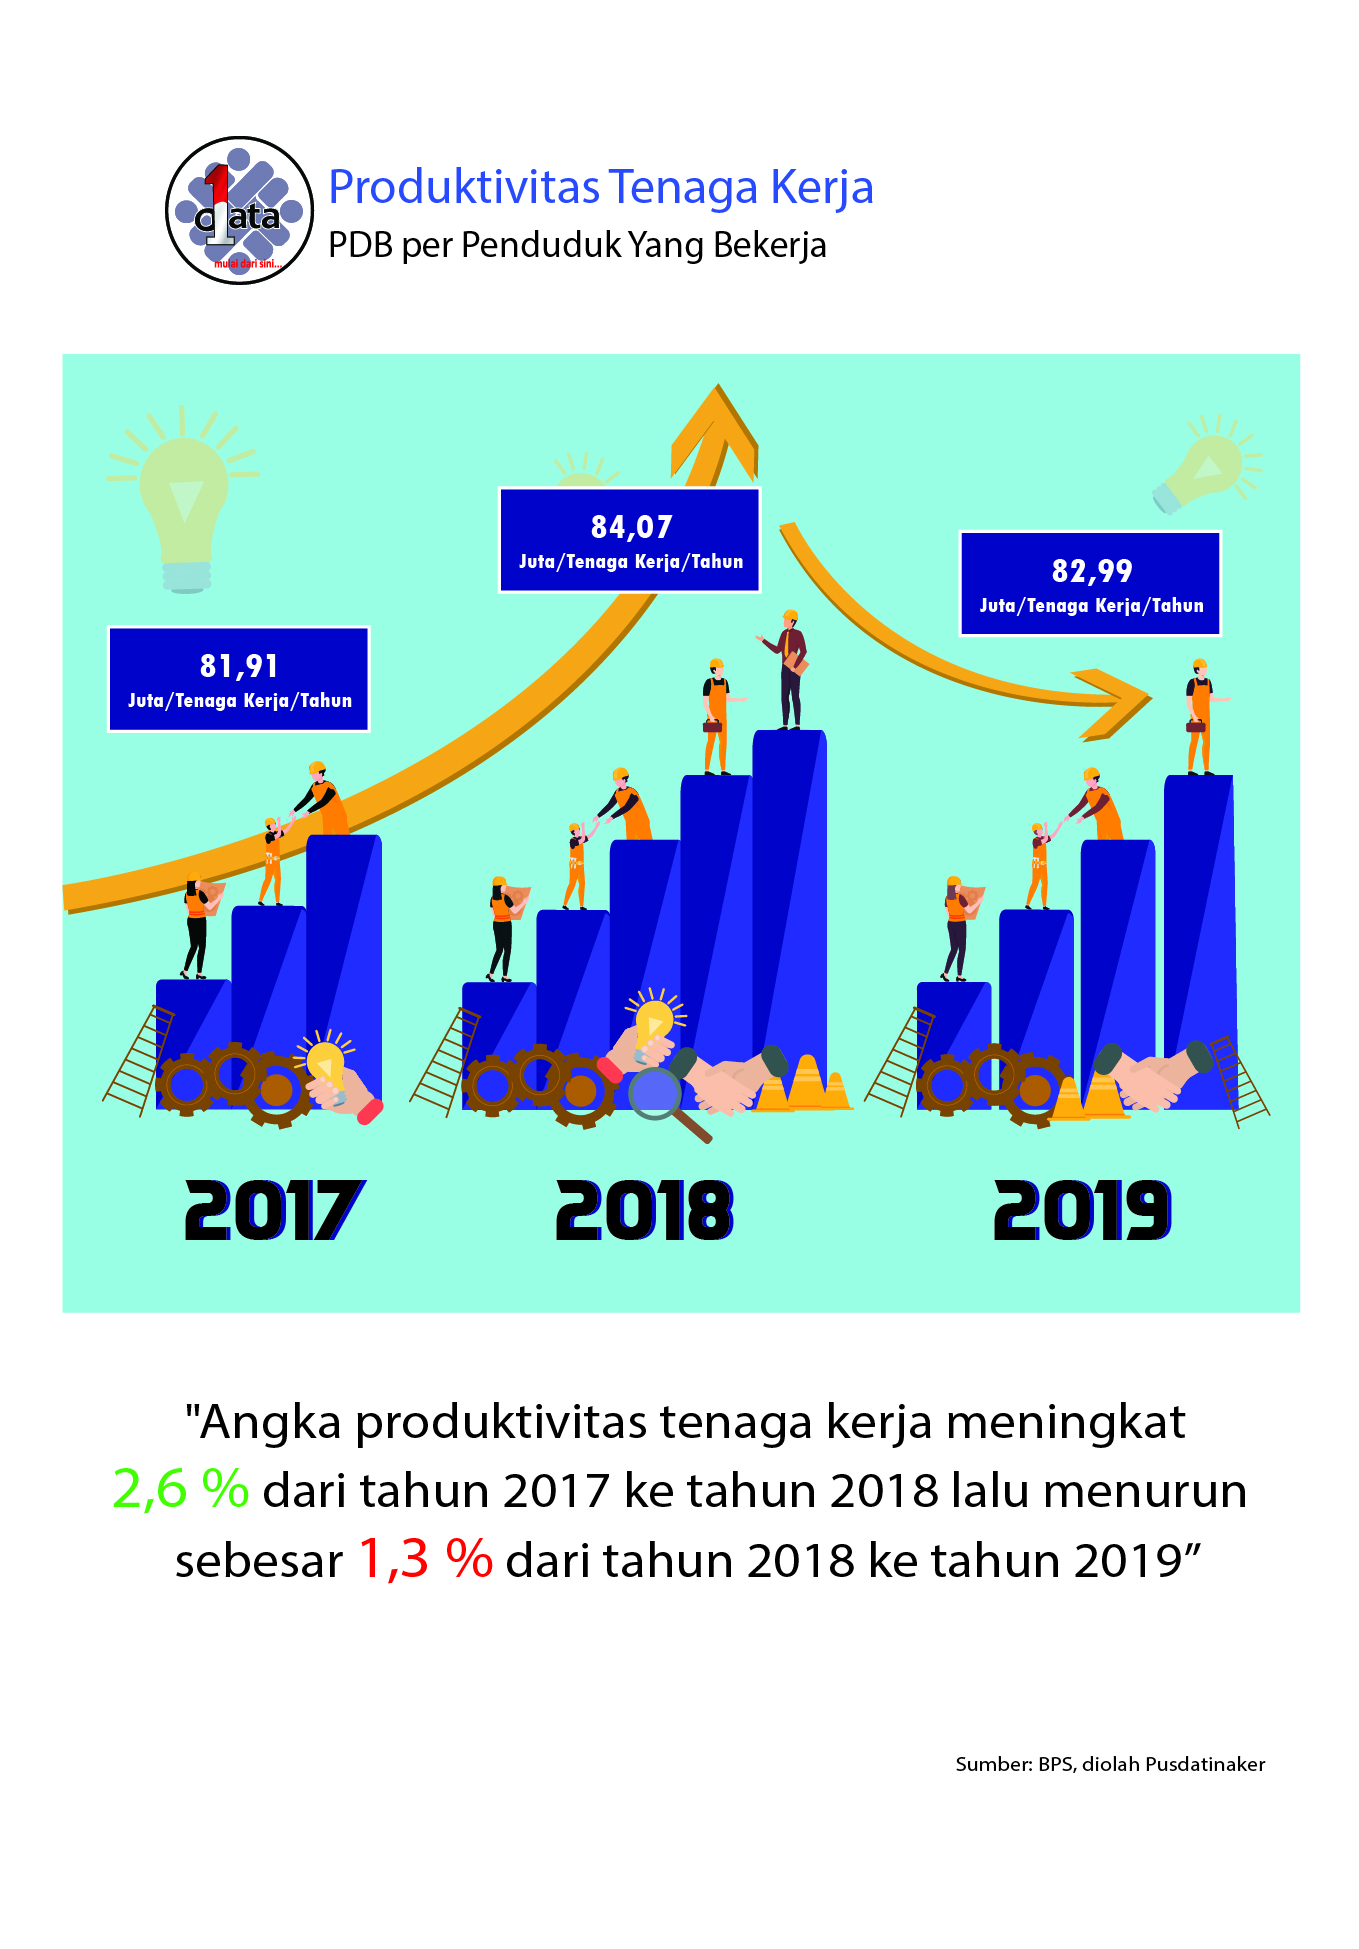 1 data
mulai dari sini...
Produktivitas Tenaga Kerja
PDB per Penduduk Yang Bekerja
84,07
Juta/Tenaga Kerja/Tahun
82,99
Juta/Tenaga Kerja/Tahun
81,91
Juta/Tenaga Kerja/Tahun
2017
2018
2019
"Angka produktivitas tenaga kerja meningkat
2,6 % dari tahun 2017 ke tahun 2018 lalu menurun
sebesar 1,3 % dari tahun 2018 ke tahun 2019”
Sumber: BPS, diolah Pusdatinaker